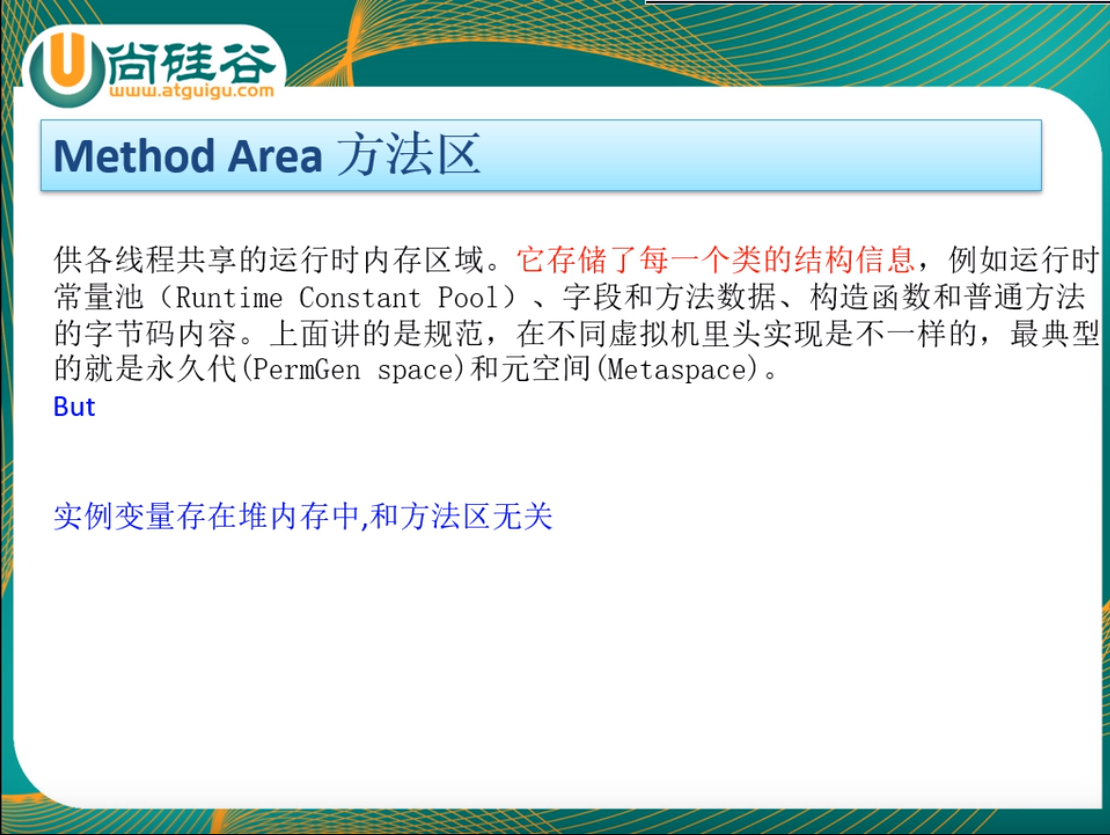 尚硅谷
www.atguigu.com
Method Area 方法区
供各线程共享的运行时内存区域。它存储了每一个类的结构信息，例如运行时
常量池（Runtime Constant Pool）、字段和方法数据、构造函数和普通方法
的字节码内容。上面讲的是规范，在不同虚拟机里头实现是不一样的，最典型
的就是永久代(PermGen space)和元空间(Metaspace)。
But
实例变量存在堆内存中,和方法区无关